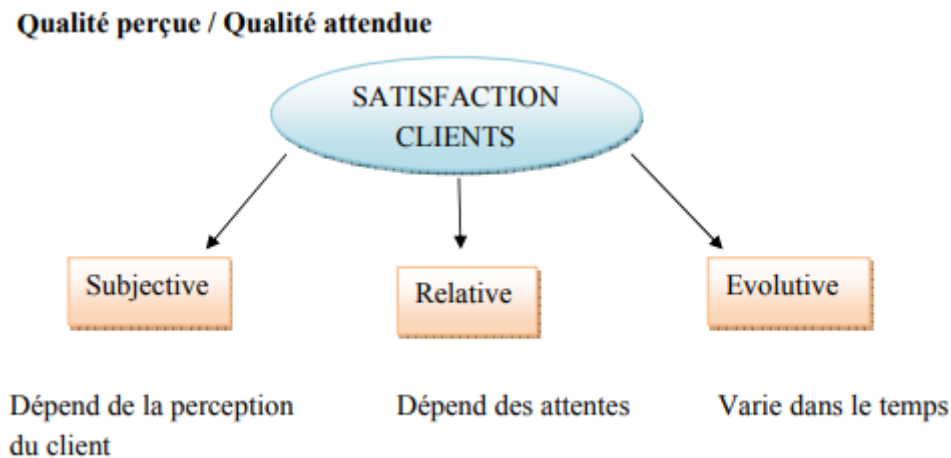 Qualité perçue / Qualité attendue
SATISFACTION
CLIENTS
Subjective
Relative
Evolutive
Dépend de la perception
du client
Dépend des attentes
Varie dans le temps